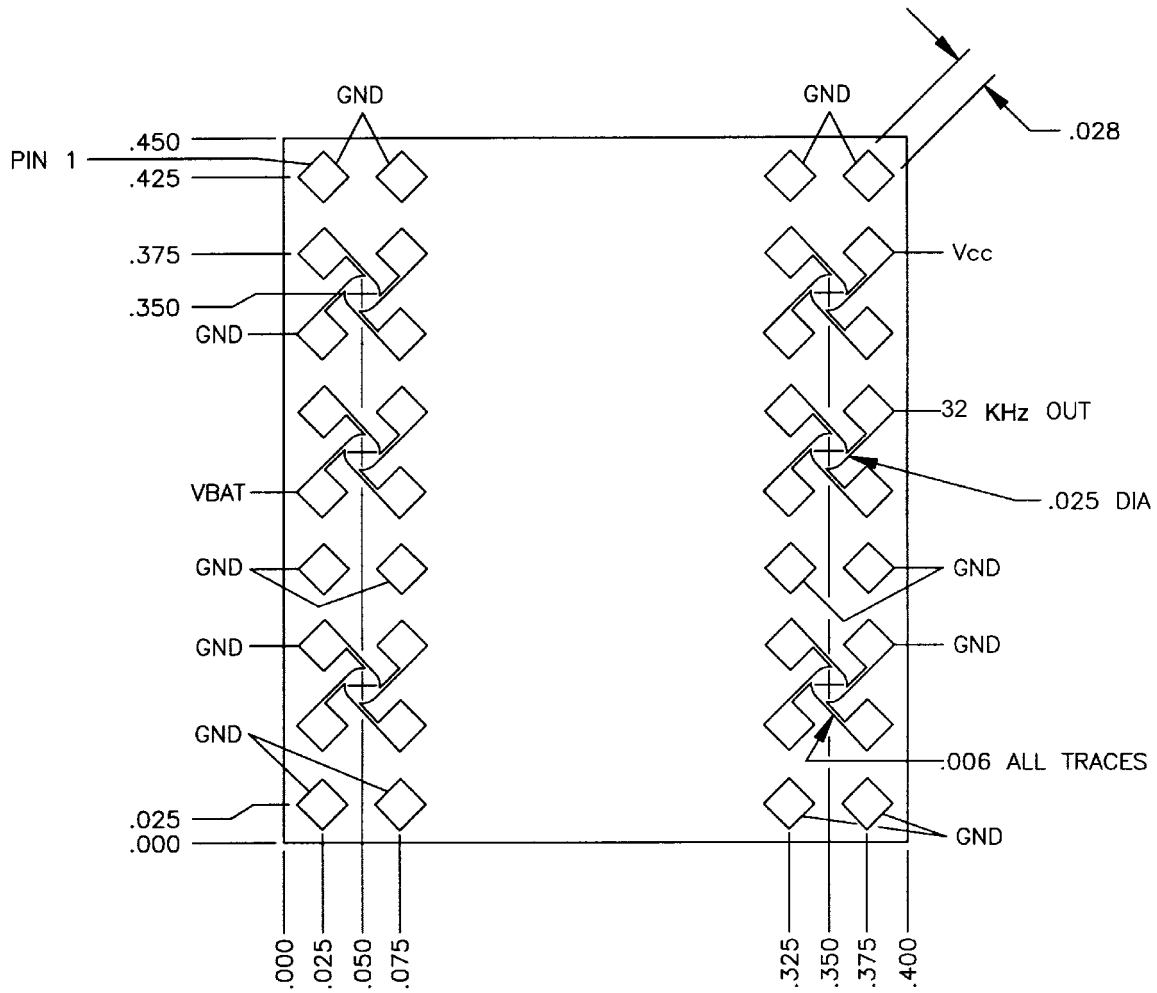 GND
GND
.028
.450
PIN 1
.425
.375
Vcc
.350
GND
32 KHz OUT
VBAT
.025 DIA
GND
GND
GND
GND
GND
.006 ALL TRACES
.025
.000
GND
.000
.025
.050
.075
.325
.350
.375
.400